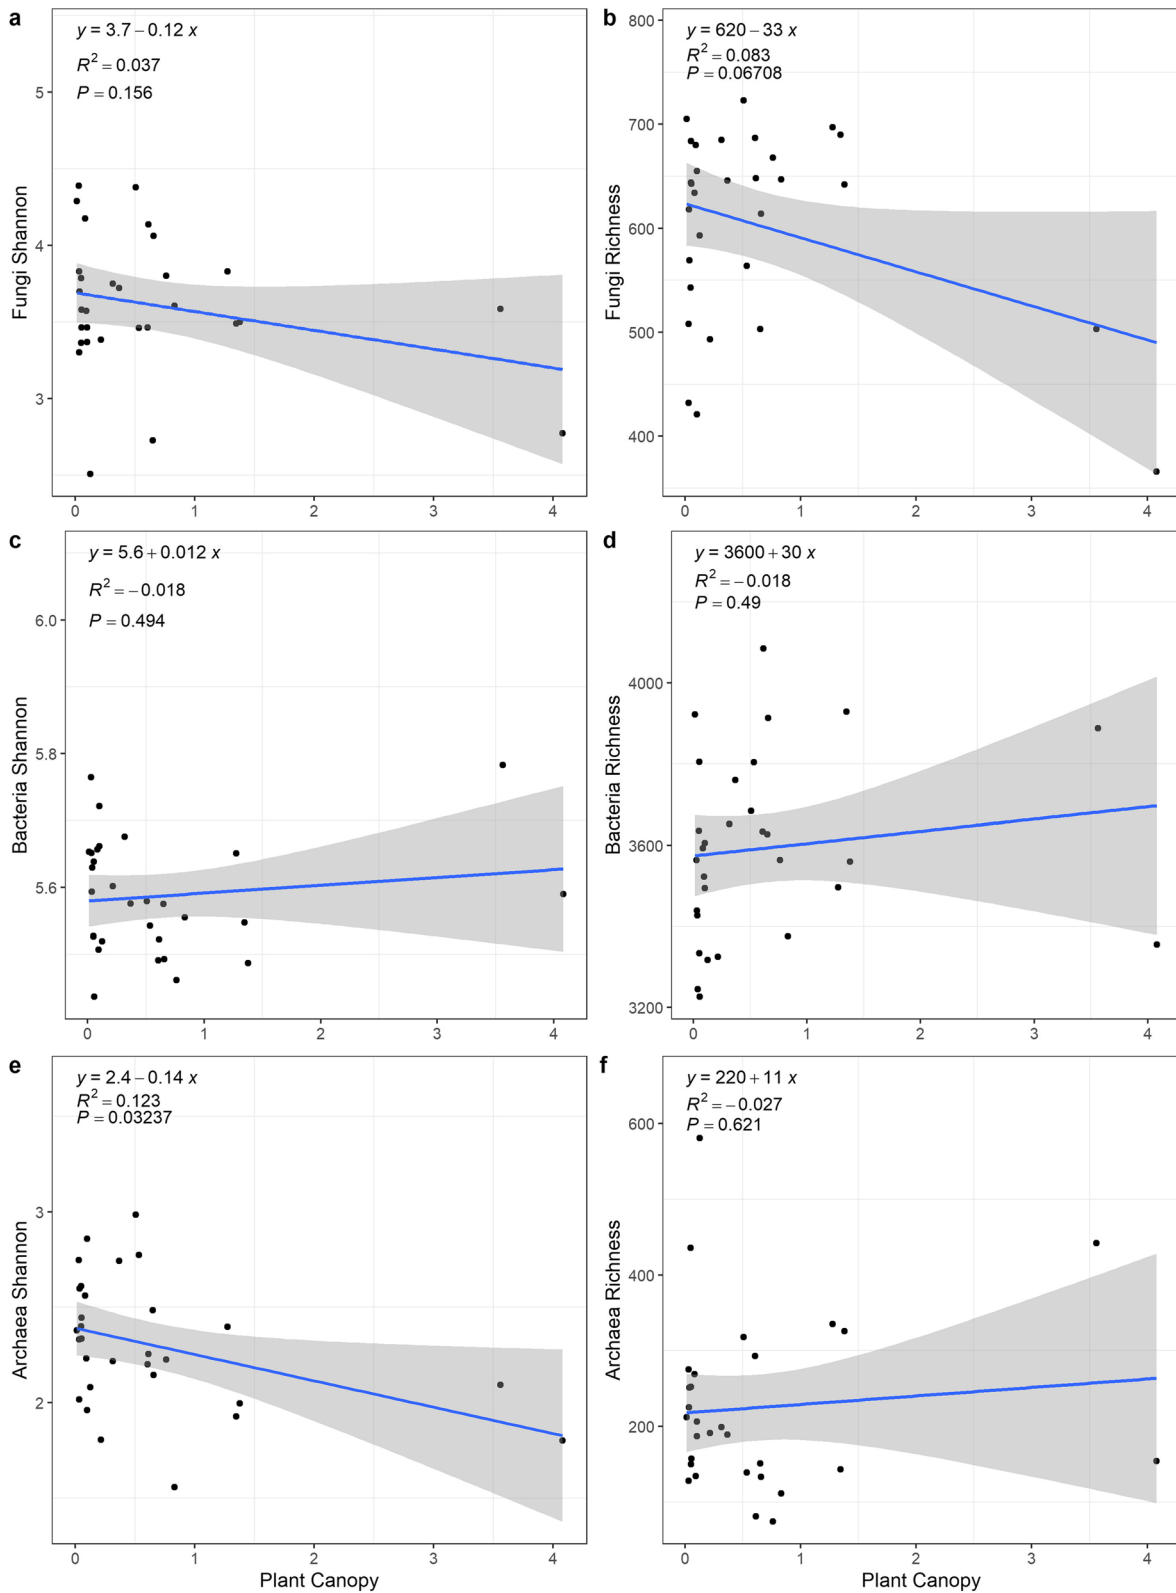 a
y = 3.7 − 0.12 x
R² = 0.037
P = 0.156
5
4
3
Fungi Shannon
0 1 2 3 4
b
y = 620 − 33 x
R² = 0.083
P = 0.06708
800
700
600
500
400
Fungi Richness
0 1 2 3 4
c
y = 5.6 + 0.012 x
R² = −0.018
P = 0.494
6.0
5.8
5.6
Bacteria Shannon
0 1 2 3 4
d
y = 3600 + 30 x
R² = −0.018
P = 0.49
4000
3600
3200
Bacteria Richness
0 1 2 3 4
e
y = 2.4 − 0.14 x
R² = 0.123
P = 0.03237
3
2
Archaea Shannon
0 1 2 3 4
Plant Canopy
f
y = 220 + 11 x
R² = −0.027
P = 0.621
600
400
200
Archaea Richness
0 1 2 3 4
Plant Canopy